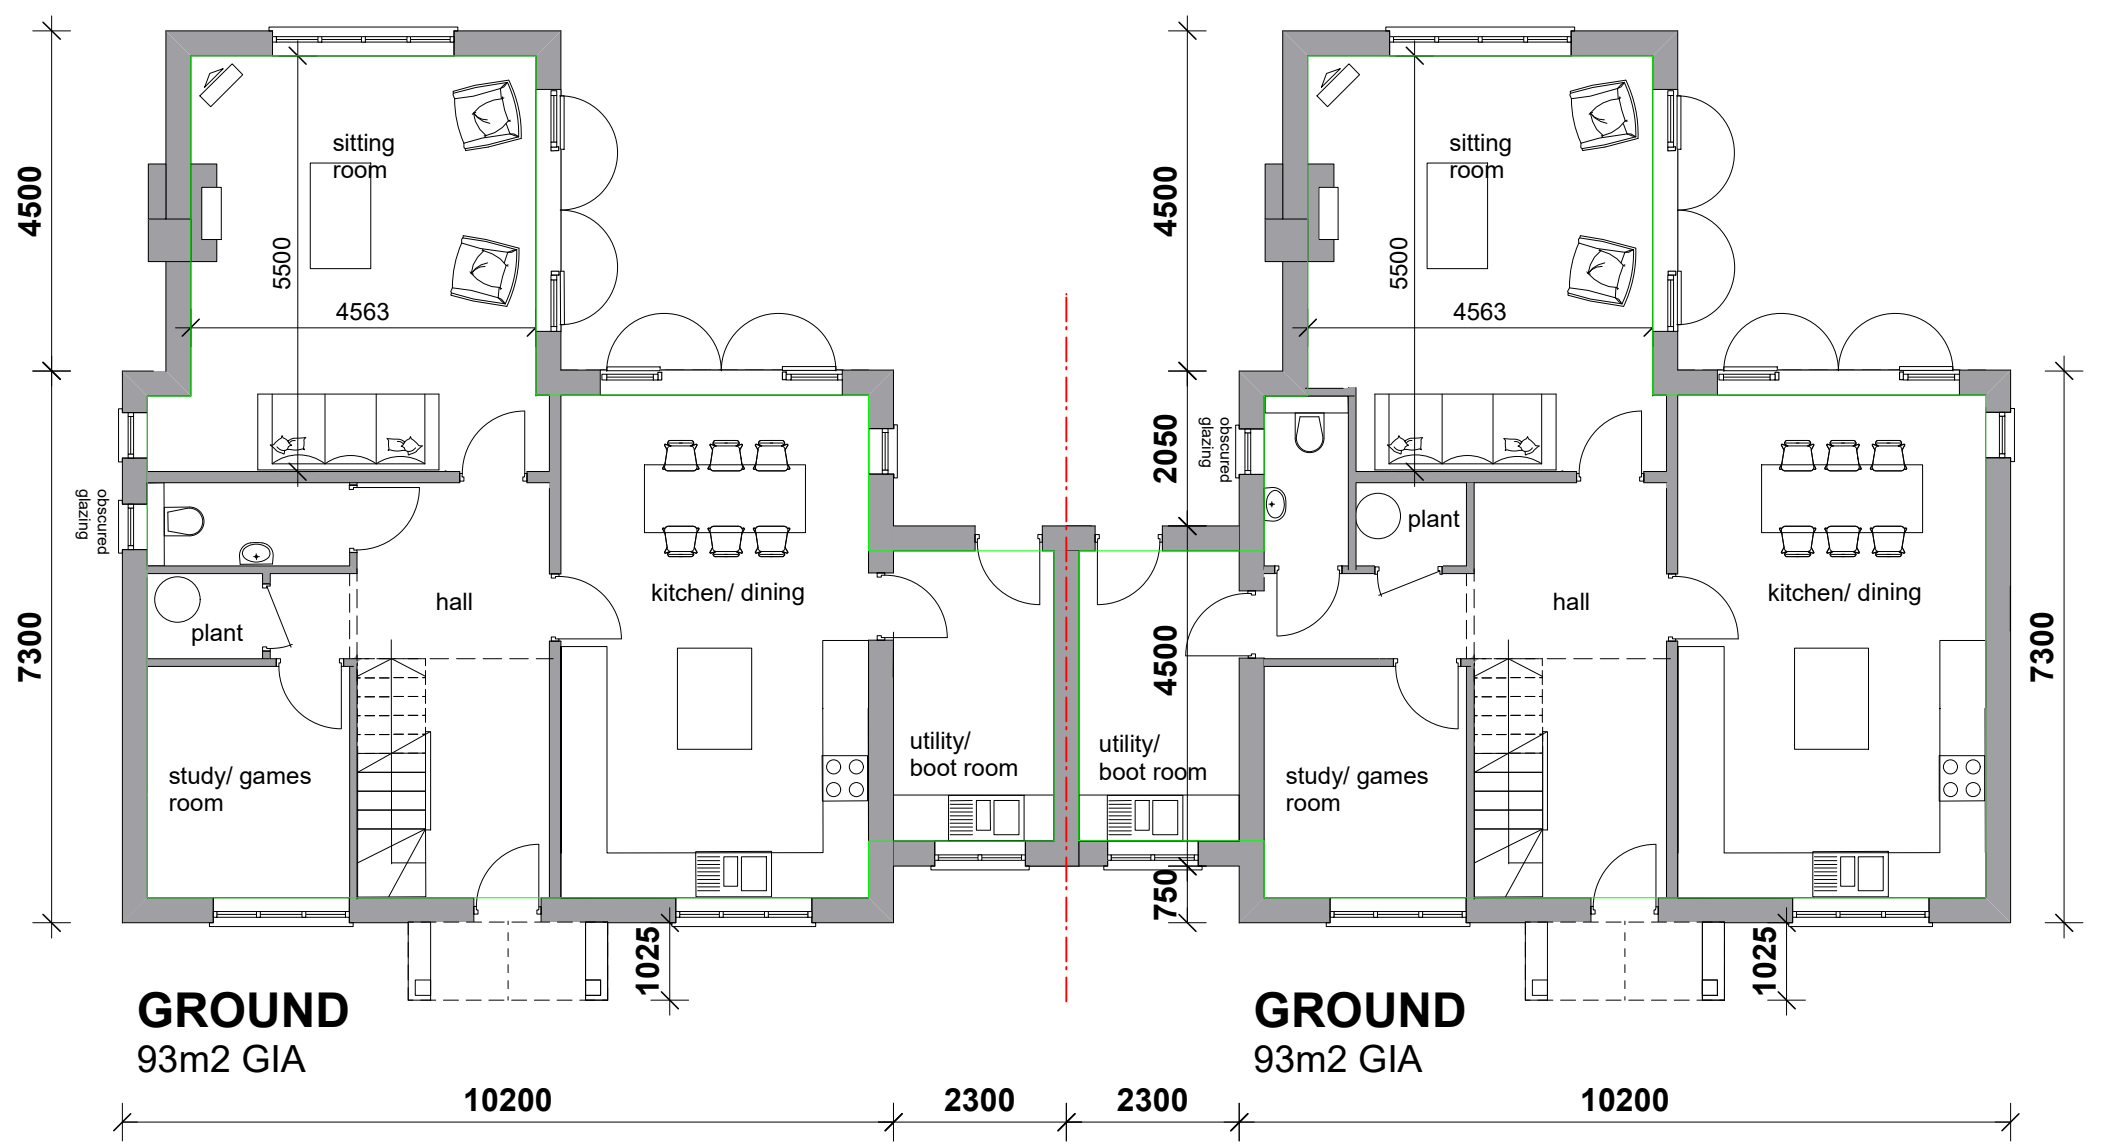 sitting
room
4500
5500
4563
obscured
glazing
hall
kitchen/ dining
plant
7300
study/ games
room
utility/
boot room
1025
GROUND
93m2 GIA
sitting
room
4500
5500
4563
2050
obscured
glazing
plant
hall
kitchen/ dining
4500
7300
utility/
boot room
study/ games
room
750
1025
GROUND
93m2 GIA
10200
2300
2300
10200